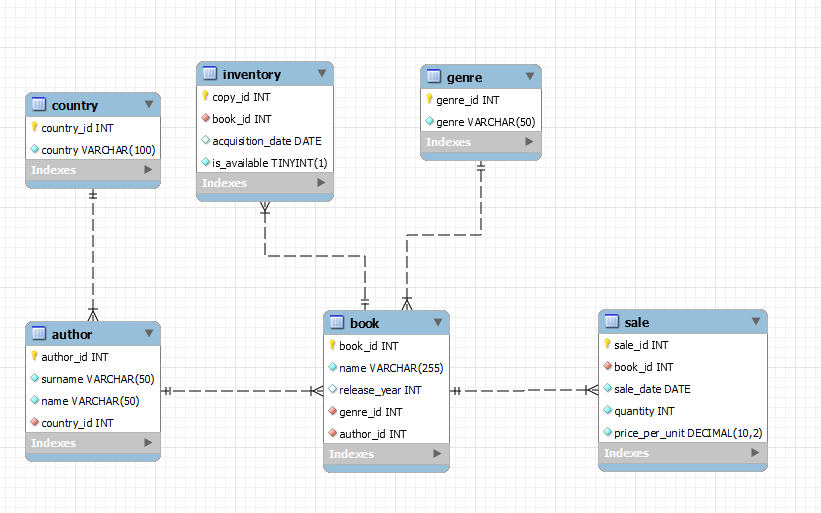 country
country_id INT
country VARCHAR(100)
Indexes
inventory
copy_id INT
book_id INT
acquisition_date DATE
is_available TINYINT(1)
Indexes
genre
genre_id INT
genre VARCHAR(50)
Indexes
author
author_id INT
surname VARCHAR(50)
name VARCHAR(50)
country_id INT
Indexes
book
book_id INT
name VARCHAR(255)
release_year INT
genre_id INT
author_id INT
Indexes
sale
sale_id INT
book_id INT
sale_date DATE
quantity INT
price_per_unit DECIMAL(10,2)
Indexes